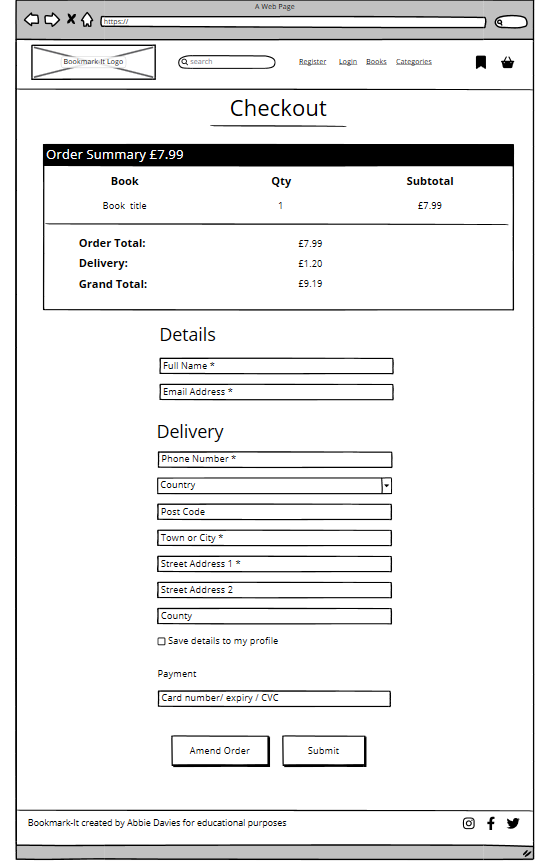 A Web Page
https://
Bookmark-It Logo
search
Register Login Books Categories
Checkout
Order Summary £7.99
Book Qty Subtotal
Book title 1 £7.99
Order Total: £7.99
Delivery: £1.20
Grand Total: £9.19
Details
Full Name *
Email Address *
Delivery
Phone Number *
Country
Post Code
Town or City *
Street Address 1 *
Street Address 2
County
Save details to my profile
Payment
Card number/ expiry / CVC
Amend Order Submit
Bookmark-It created by Abbie Davies for educational purposes